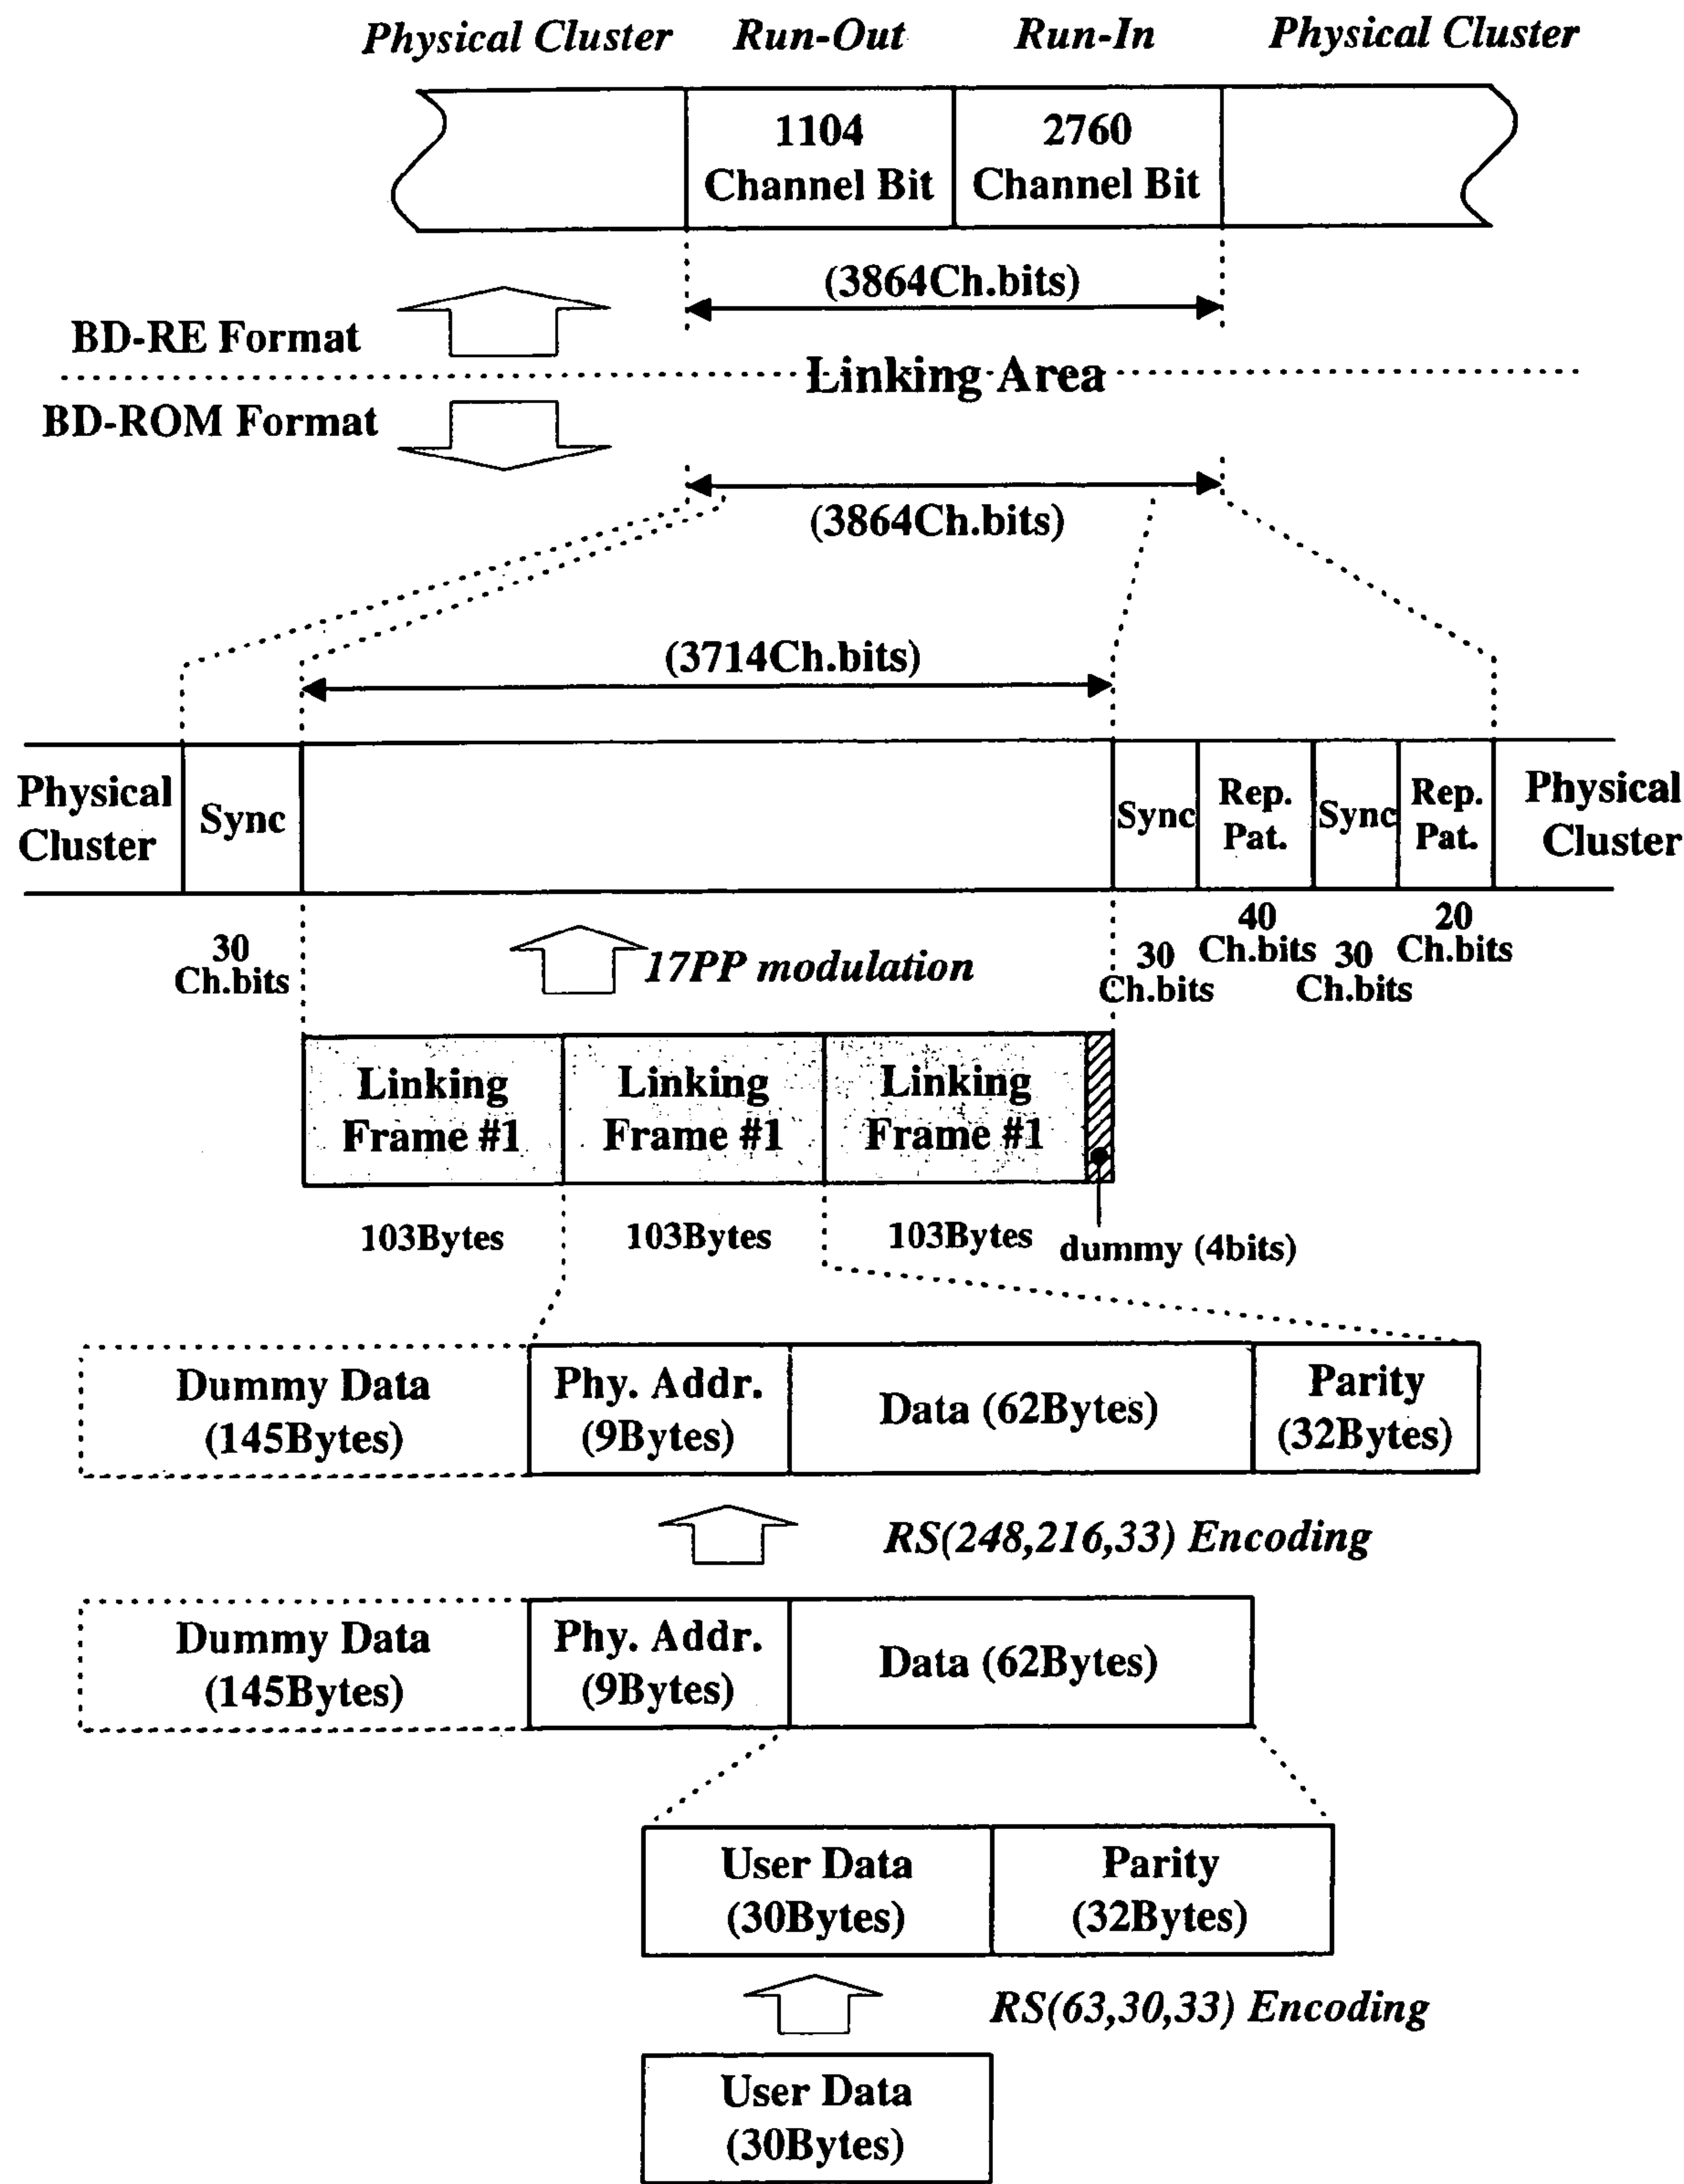 Physical Cluster Run-Out Run-In Physical Cluster
1104 2760
Channel Bit Channel Bit
(3864Ch.bits)
BD-RE Format
Linking Area
BD-ROM Format
(3864Ch.bits)
(3714Ch.bits)
Physical Cluster
Sync
Sync
Rep. Pat.
Sync
Rep. Pat.
Physical Cluster
30 Ch.bits
17PP modulation
30 Ch.bits
40 Ch.bits
30 Ch.bits
20 Ch.bits
Linking Linking Linking
Frame #1 Frame #1 Frame #1
103Bytes 103Bytes 103Bytes dummy (4bits)
Dummy Data
(145Bytes)
Phy. Addr.
(9Bytes)
Data (62Bytes)
Parity
(32Bytes)
RS(248,216,33) Encoding
Dummy Data
(145Bytes)
Phy. Addr.
(9Bytes)
Data (62Bytes)
User Data
(30Bytes)
Parity
(32Bytes)
RS(63,30,33) Encoding
User Data
(30Bytes)